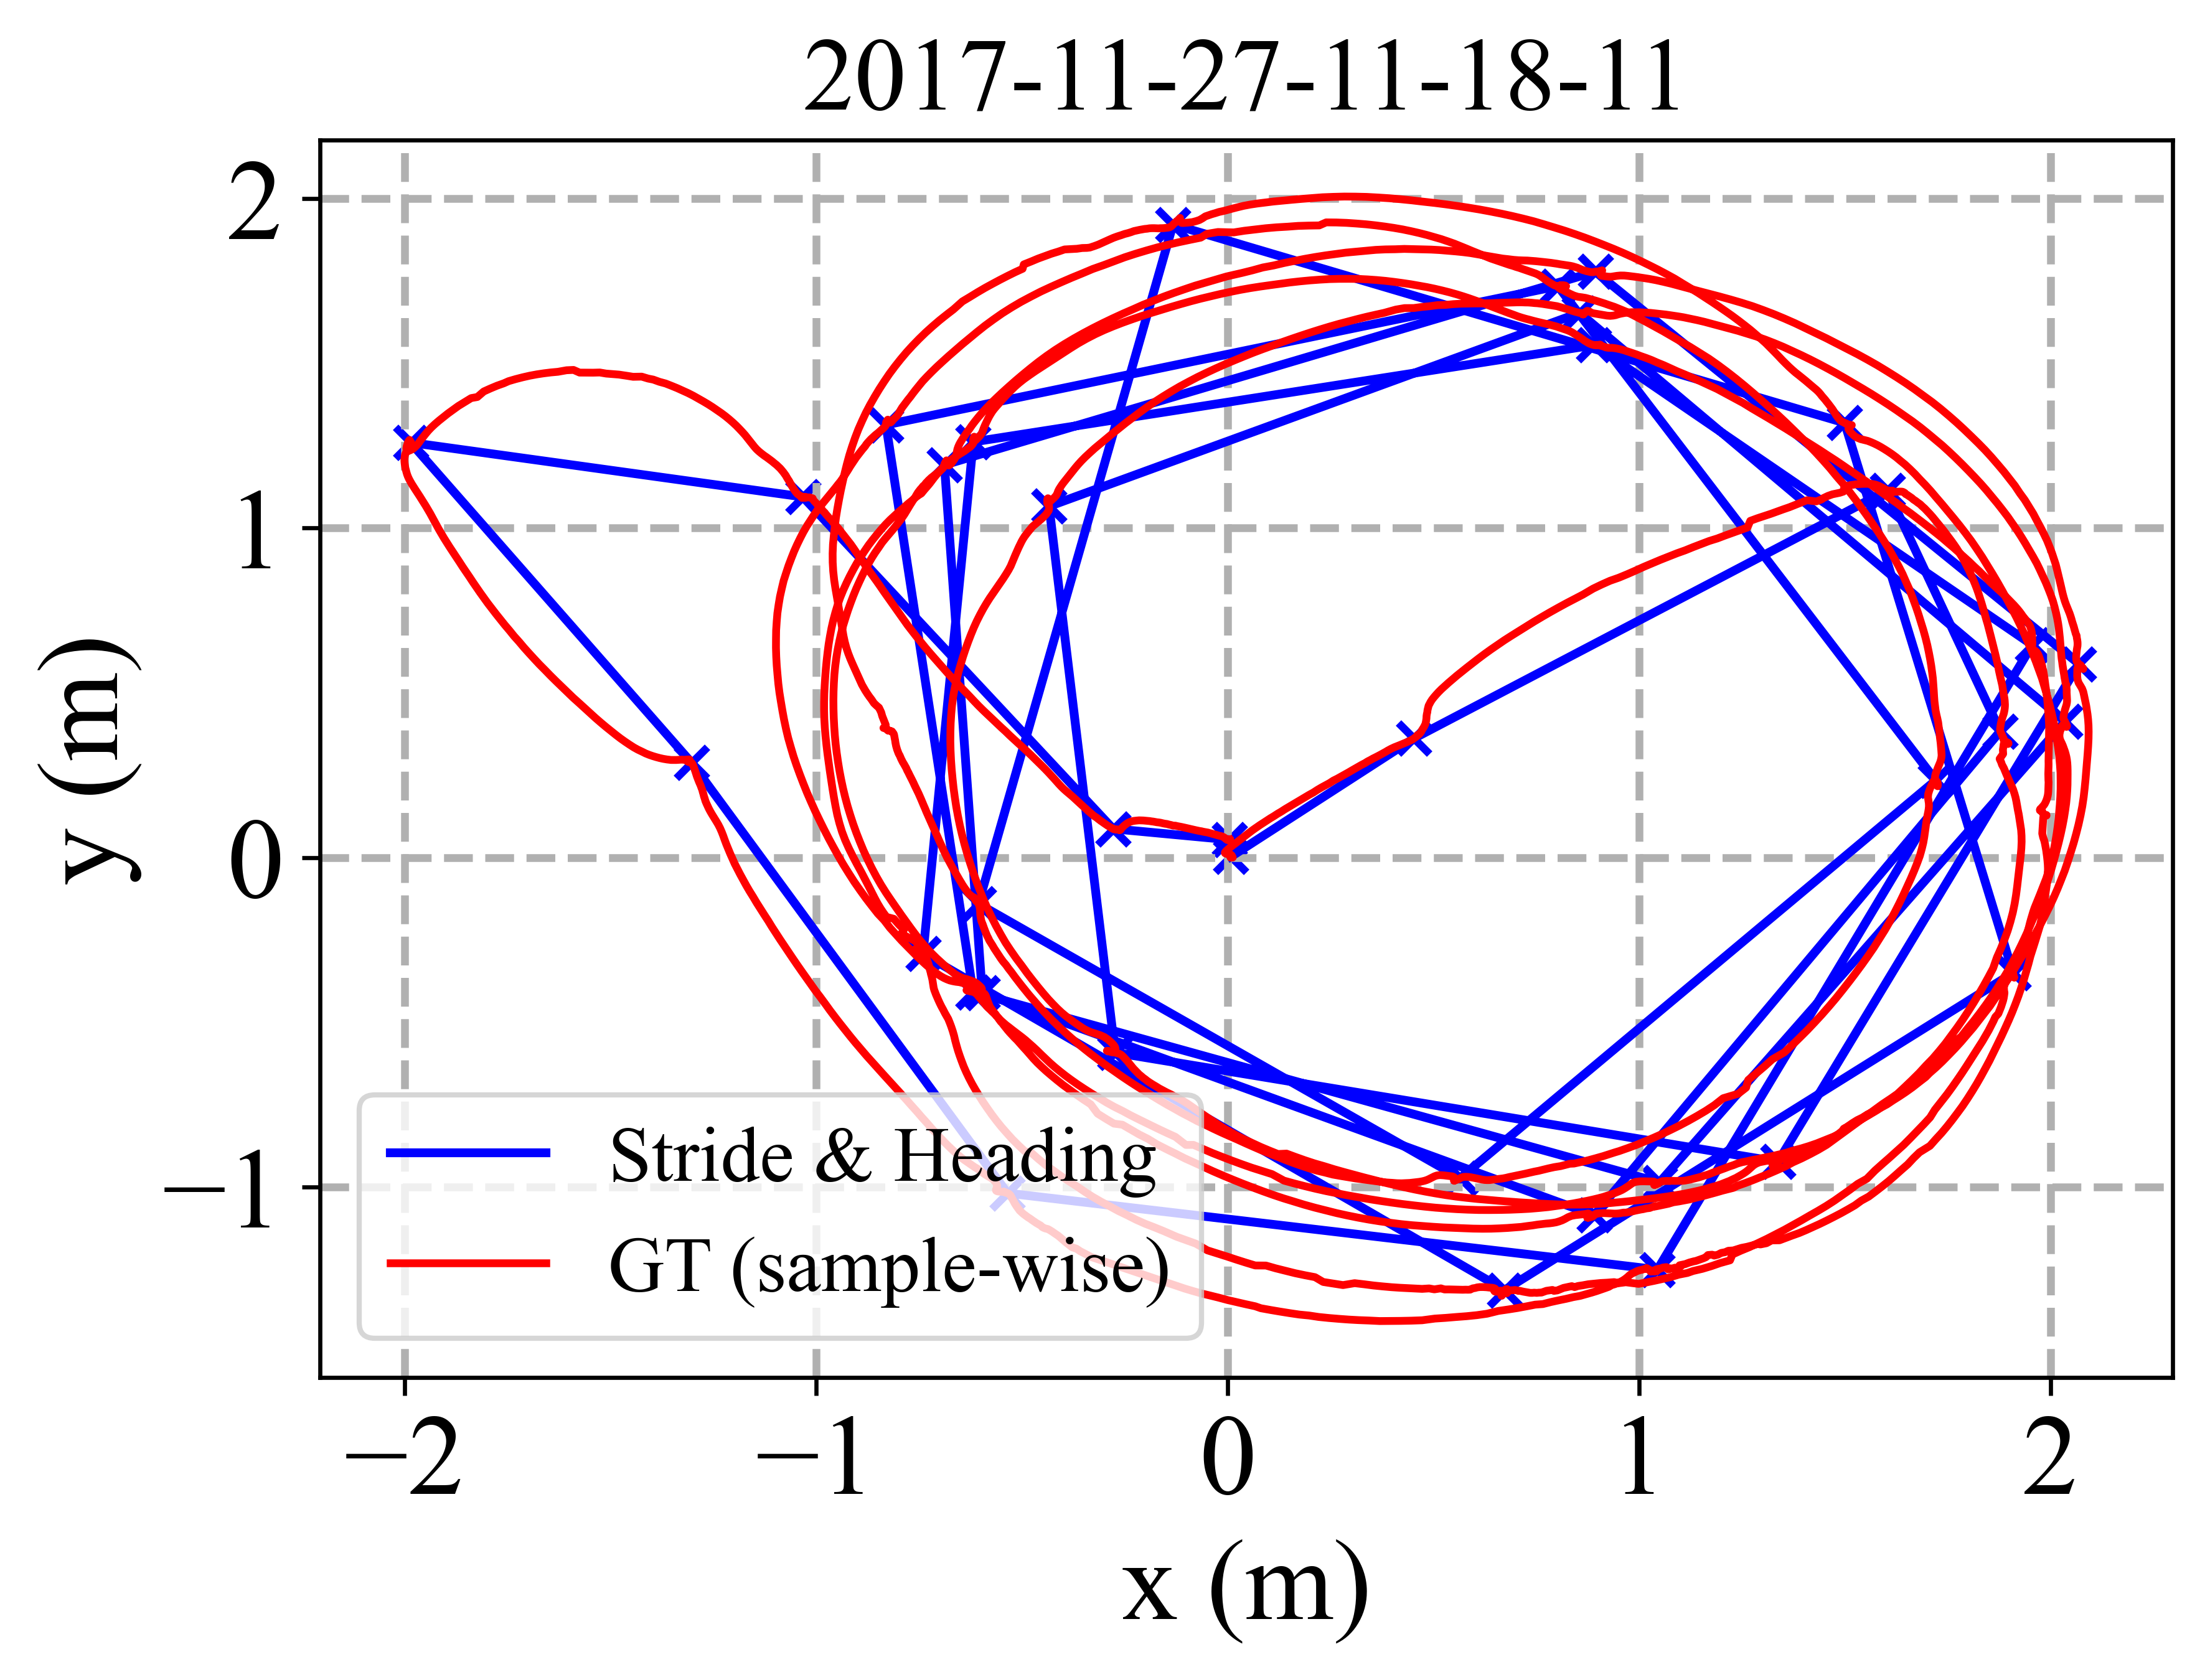 2017-11-27-11-18-11
y (m)
2
1
0
−1
Stride & Heading
GT (sample-wise)
−2 −1 0 1 2
x (m)